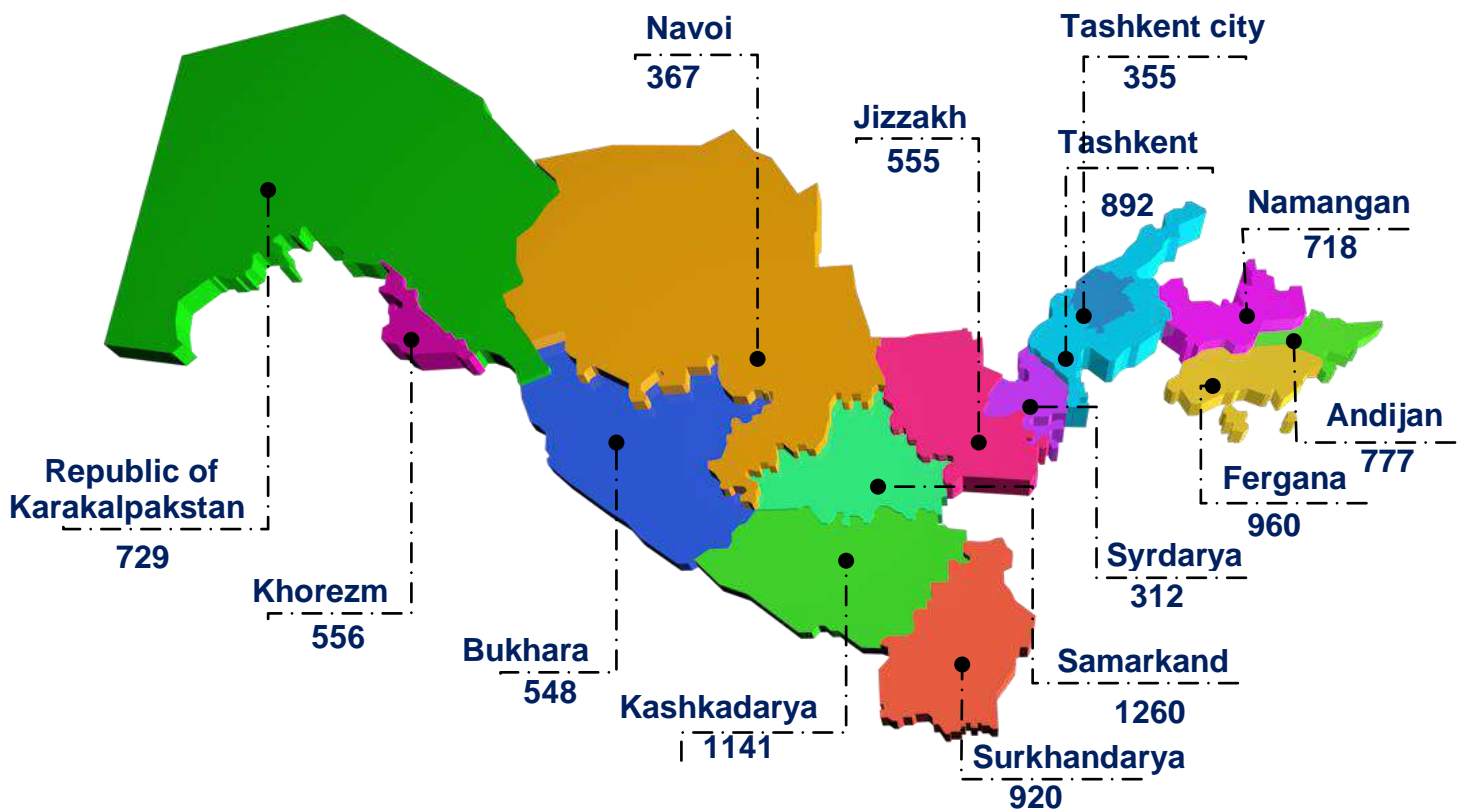 Navoi
367
Tashkent city
355
Jizzakh
555
Tashkent
892
Namangan
718
Andijan
777
Republic of
Karakalpakstan
729
Fergana
960
Khorezm
556
Syrdarya
312
Bukhara
548
Samarkand
1260
Kashkadarya
1141
Surkhandarya
920